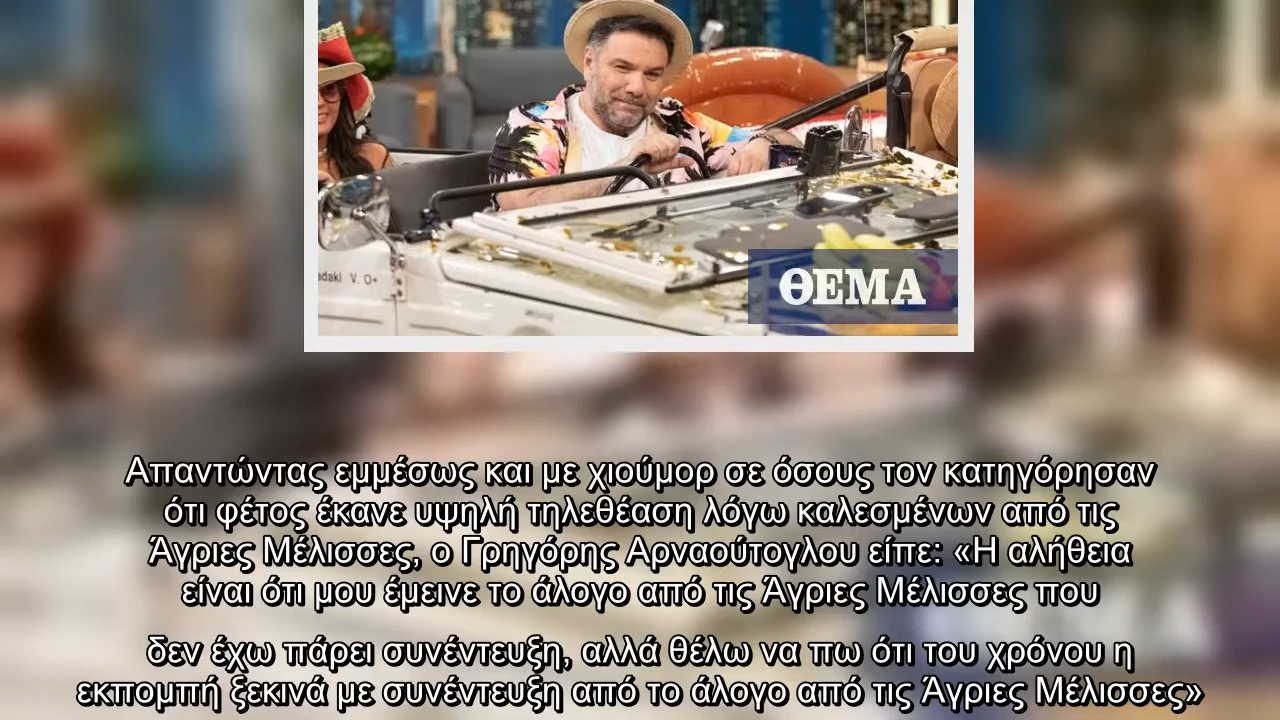 adaki V. O+
ΘΕΜΑ
Απαντώντας εμμέσως και με χιούμορ σε όσους τον κατηγόρησαν
ότι φέτος έκανε υψηλή τηλεθέαση λόγω καλεσμένων από τις
Άγριες Μέλισσες, ο Γρηγόρης Αρναούτογλου είπε: «Η αλήθεια
είναι ότι μου έμεινε το άλογο από τις Άγριες Μέλισσες που
δεν έχω πάρει συνέντευξη, αλλά θέλω να πω ότι του χρόνου η
εκπομπή ξεκινά με συνέντευξη από το άλογο από τις Άγριες Μέλισσες»